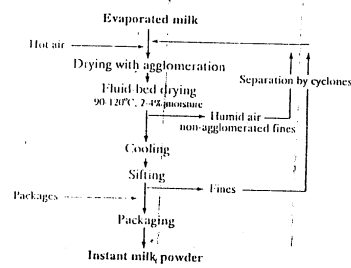 Evaporated milk
Hot air
Drying with agglomeration
Separation by cyclones
Fluid-bed drying
90-120°C, 2-4% moisture
Humid air
non-agglomerated fines
Cooling
Sifting
Fines
Packages
Packaging
Instant milk powder